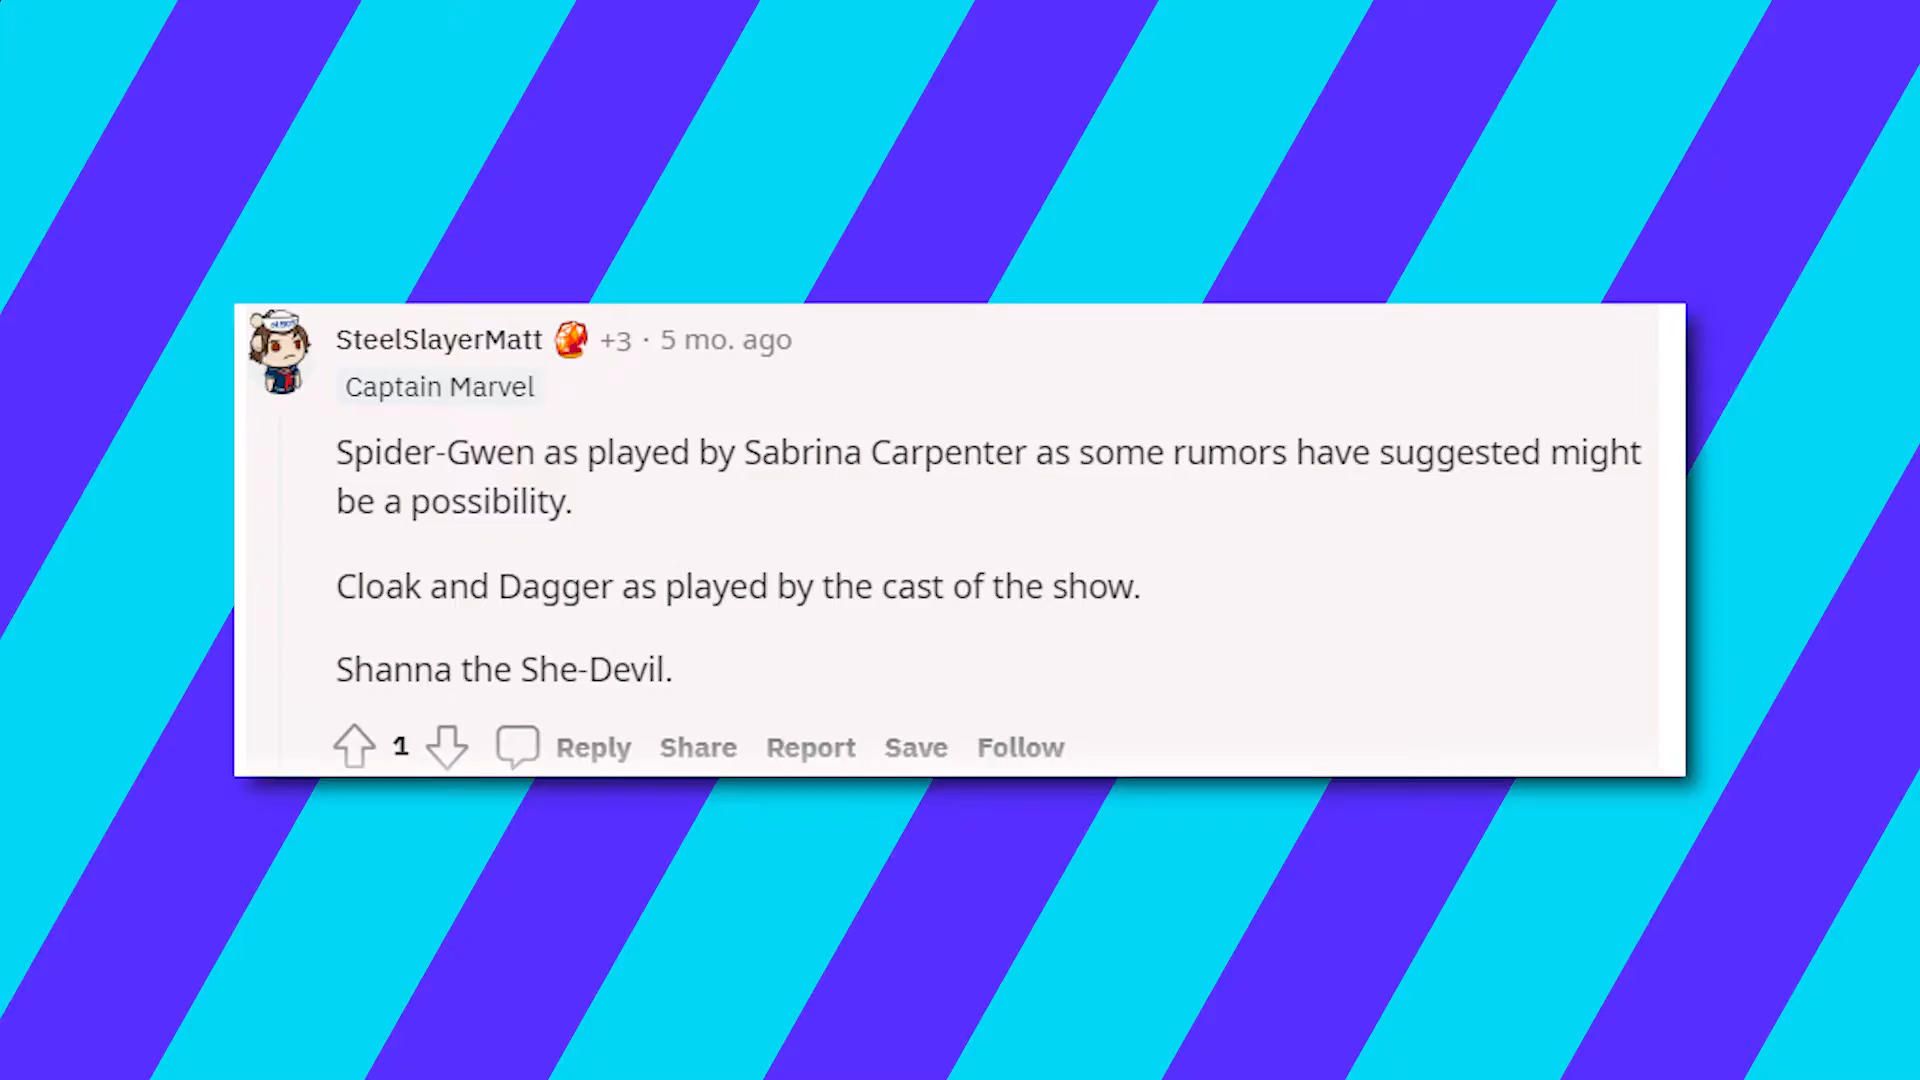 SteelSlayerMatt +3 · 5 mo. ago
Captain Marvel
Spider-Gwen as played by Sabrina Carpenter as some rumors have suggested might
be a possibility.
Cloak and Dagger as played by the cast of the show.
Shanna the She-Devil.
1 Reply Share Report Save Follow